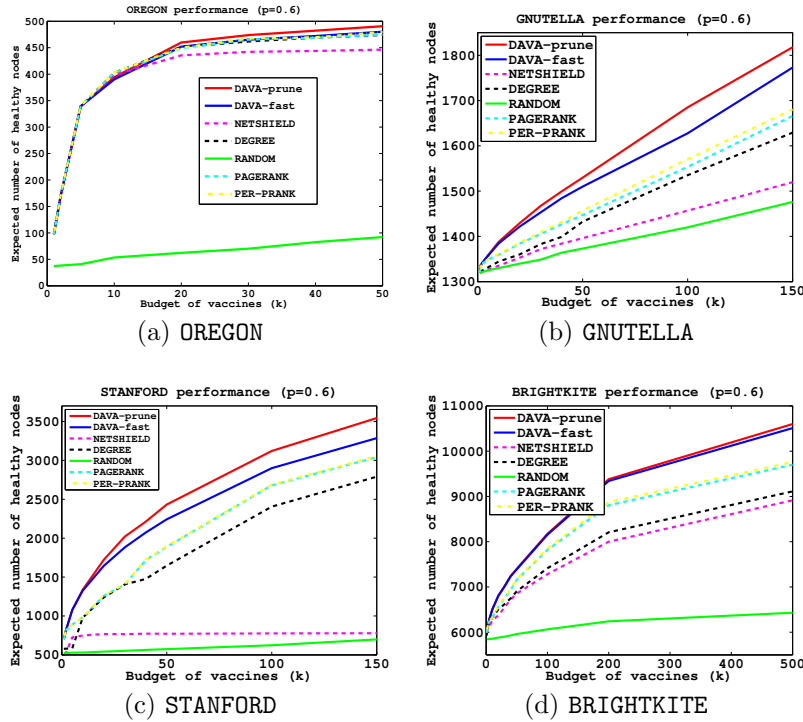 OREGON performance (p=0.6)
Expected number of healthy nodes
500
450
400
350
300
250
200
150
100
50
0
0
10
20
30
40
50
DAVA-prune
DAVA-fast
NETSHIELD
DEGREE
RANDOM
PAGERANK
PER-PRANK
Budget of vaccines (k)
(a) OREGON
GNUTELLA performance (p=0.6)
Expected number of healthy nodes
1800
1700
1600
1500
1400
1300
0
50
100
150
DAVA-prune
DAVA-fast
NETSHIELD
DEGREE
RANDOM
PAGERANK
PER-PRANK
Budget of vaccines (k)
(b) GNUTELLA
STANFORD performance (p=0.6)
Expected number of healthy nodes
3500
3000
2500
2000
1500
1000
500
0
50
100
150
DAVA-prune
DAVA-fast
NETSHIELD
DEGREE
RANDOM
PAGERANK
PER-PRANK
Budget of vaccines (k)
(c) STANFORD
BRIGHTKITE performance (p=0.6)
Expected number of healthy nodes
11000
10000
9000
8000
7000
6000
0
100
200
300
400
500
DAVA-prune
DAVA-fast
NETSHIELD
DEGREE
RANDOM
PAGERANK
PER-PRANK
Budget of vaccines (k)
(d) BRIGHTKITE